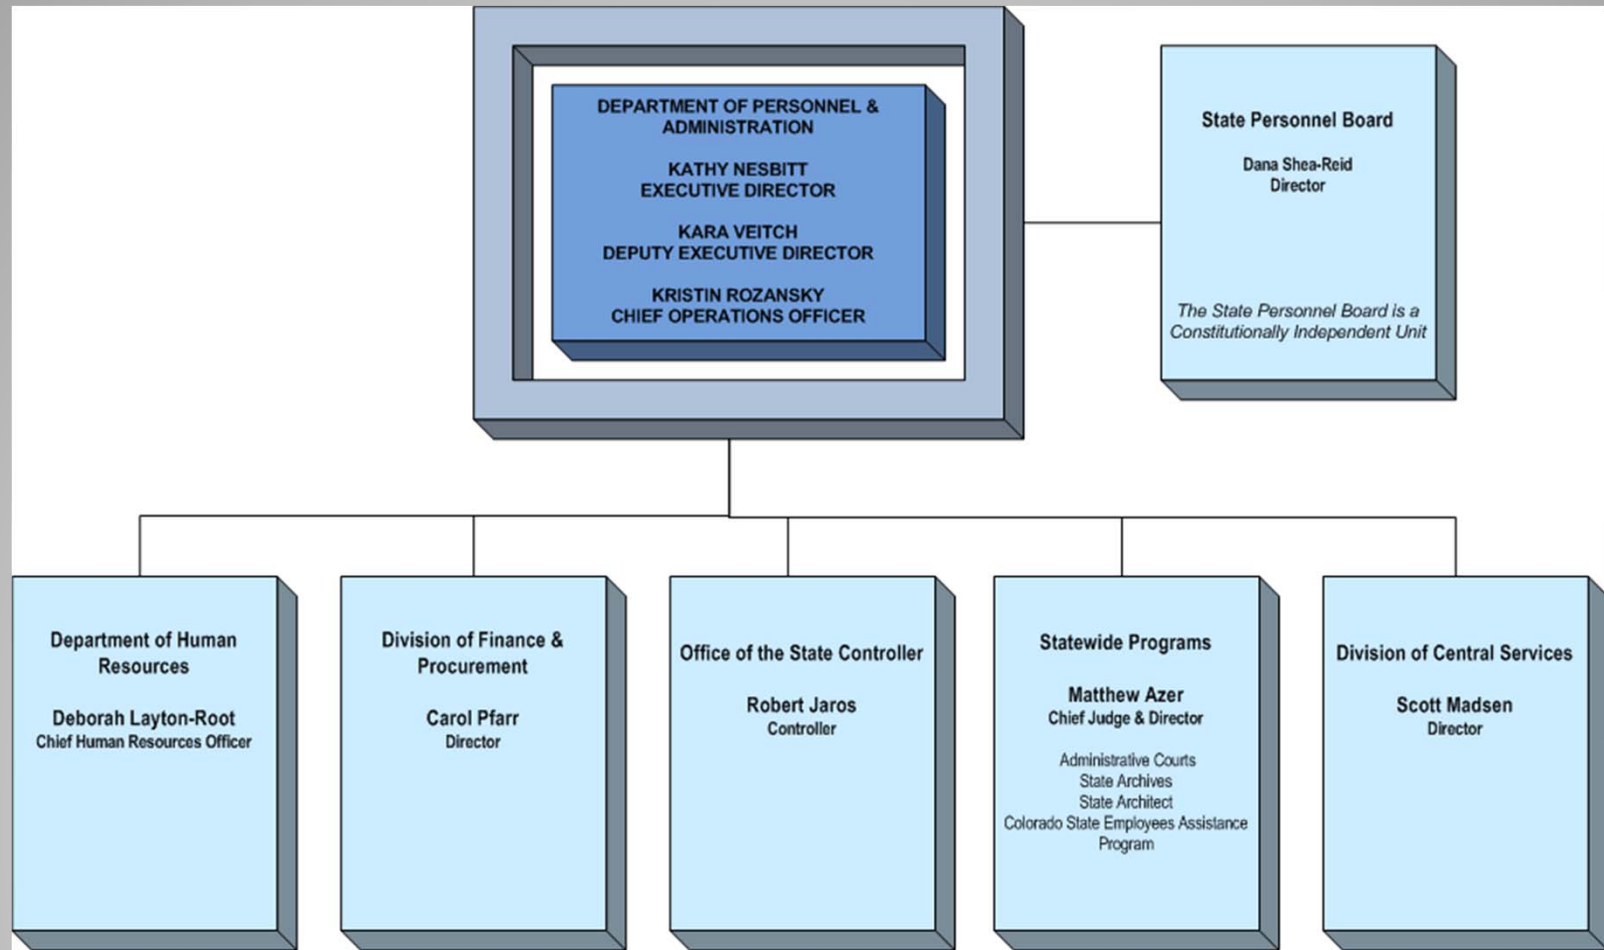 DEPARTMENT OF PERSONNEL &
ADMINISTRATION
KATHY NESBITT
EXECUTIVE DIRECTOR
KARA VEITCH
DEPUTY EXECUTIVE DIRECTOR
KRISTIN ROZANSKY
CHIEF OPERATIONS OFFICER
State Personnel Board
Dana Shea-Reid
Director
The State Personnel Board is a
Constitutionally Independent Unit
Department of Human
Resources
Deborah Layton-Root
Chief Human Resources Officer
Division of Finance &
Procurement
Carol Pfarr
Director
Office of the State Controller
Robert Jaros
Controller
Statewide Programs
Matthew Azer
Chief Judge & Director
Administrative Courts
State Archives
State Architect
Colorado State Employees Assistance
Program
Division of Central Services
Scott Madsen
Director